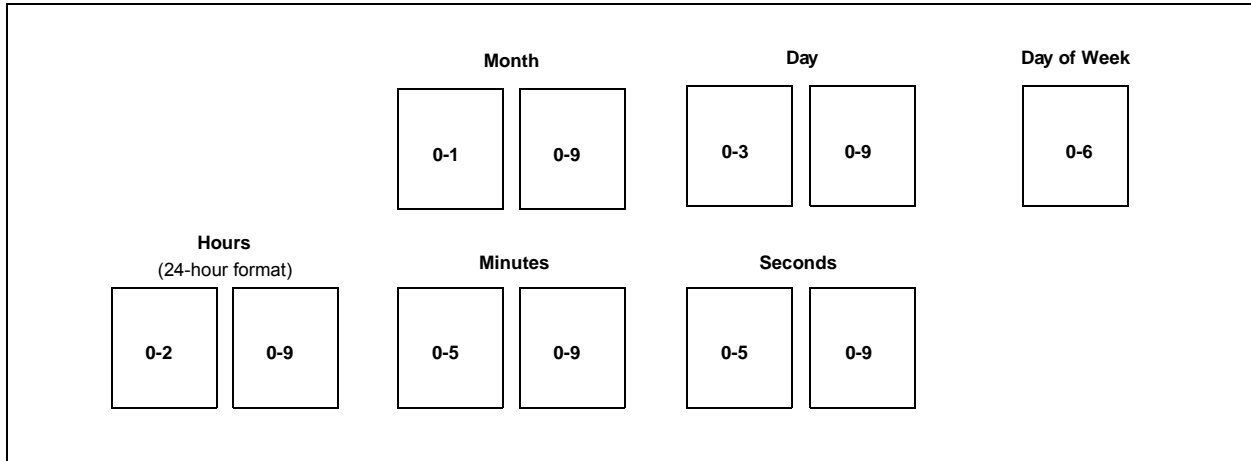 Month Day Day of Week
0-1 0-9 0-3 0-9 0-6
Hours
(24-hour format) Minutes Seconds
0-2 0-9 0-5 0-9 0-5 0-9